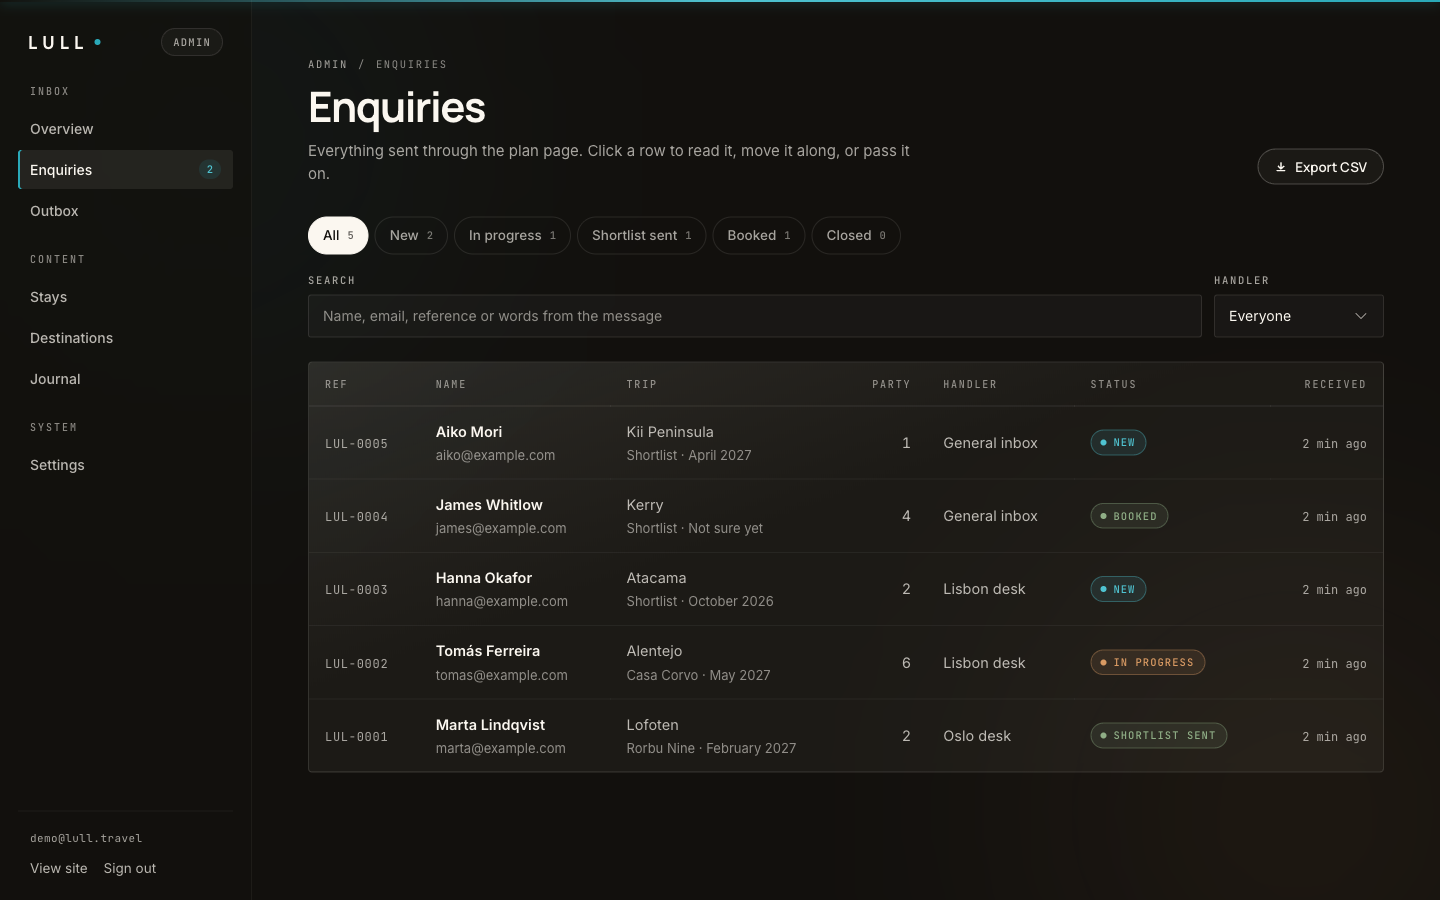 LULL
ADMIN
INBOX
Overview
Enquiries 2
Outbox
CONTENT
Stays
Destinations
Journal
SYSTEM
Settings
demo@lull.travel
View site Sign out
ADMIN / ENQUIRIES
Enquiries
Everything sent through the plan page. Click a row to read it, move it along, or pass it
on.
Export CSV
All 5 New 2 In progress 1 Shortlist sent 1 Booked 1 Closed 0
SEARCH HANDLER
Name, email, reference or words from the message Everyone
REF NAME TRIP PARTY HANDLER STATUS RECEIVED
LUL-0005 Aiko Mori Kii Peninsula 1 General inbox NEW 2 min ago
aiko@example.com Shortlist · April 2027
LUL-0004 James Whitlow Kerry 4 General inbox BOOKED 2 min ago
james@example.com Shortlist · Not sure yet
LUL-0003 Hanna Okafor Atacama 2 Lisbon desk NEW 2 min ago
hanna@example.com Shortlist · October 2026
LUL-0002 Tomás Ferreira Alentejo 6 Lisbon desk IN PROGRESS 2 min ago
tomas@example.com Casa Corvo · May 2027
LUL-0001 Marta Lindqvist Lofoten 2 Oslo desk SHORTLIST SENT 2 min ago
marta@example.com Rorbu Nine · February 2027